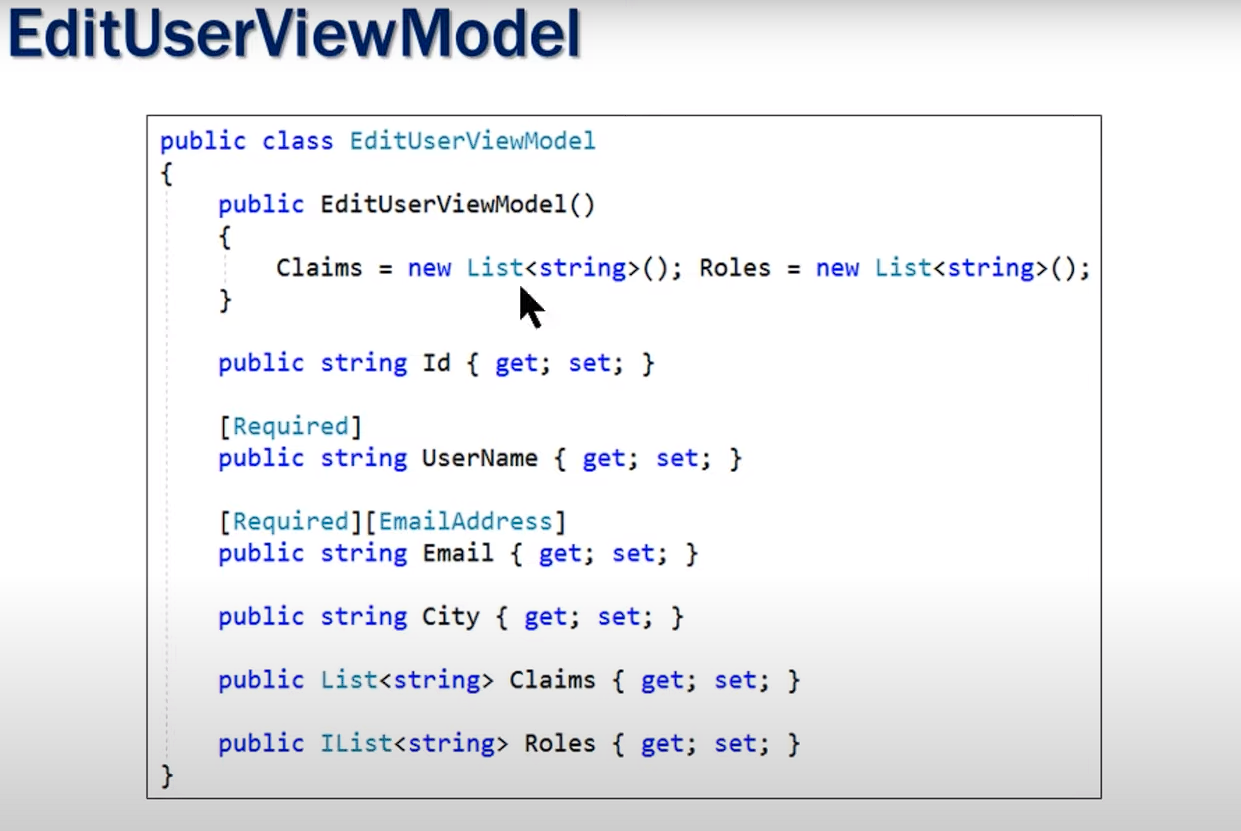 EditUserViewModel
public class EditUserViewModel
{
public EditUserViewModel()
{
Claims = new List<string>(); Roles = new List<string>();
}
public string Id { get; set; }
[Required]
public string UserName { get; set; }
[Required][EmailAddress]
public string Email { get; set; }
public string City { get; set; }
public List<string> Claims { get; set; }
public IList<string> Roles { get; set; }
}